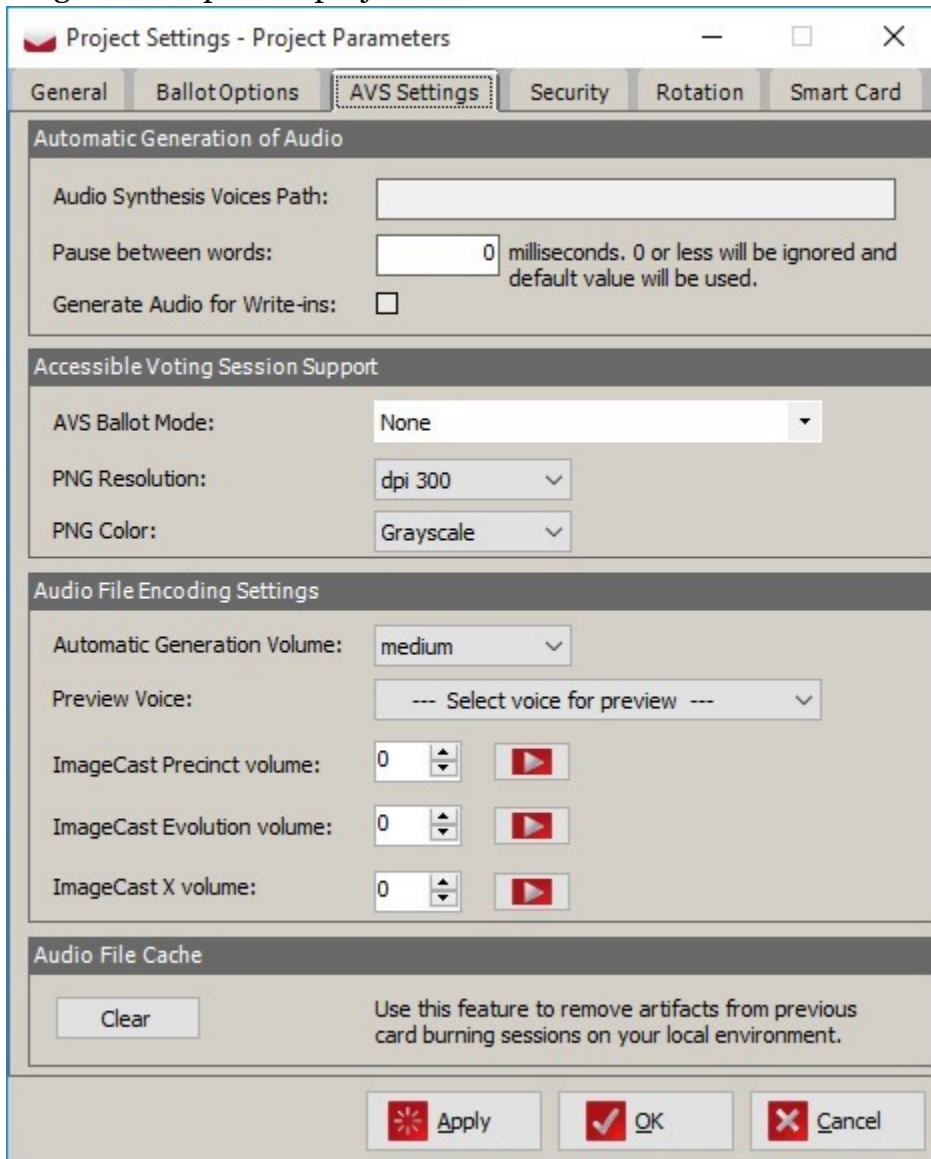 Project Settings - Project Parameters
General
Ballot Options
AVS Settings
Security
Rotation
Smart Card
Automatic Generation of Audio
Audio Synthesis Voices Path:
Pause between words:
0
milliseconds. 0 or less will be ignored and
default value will be used.
Generate Audio for Write-ins:
Accessible Voting Session Support
AVS Ballot Mode:
None
PNG Resolution:
dpi 300
PNG Color:
Grayscale
Audio File Encoding Settings
Automatic Generation Volume:
medium
Preview Voice:
--- Select voice for preview ---
ImageCast Precinct volume:
0
ImageCast Evolution volume:
0
ImageCast X volume:
0
Audio File Cache
Clear
Use this feature to remove artifacts from previous
card burning sessions on your local environment.
Apply
OK
Cancel